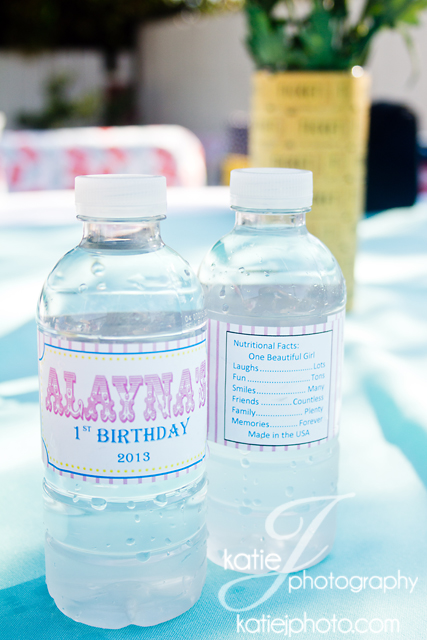 ALAYNA'S
1ST BIRTHDAY
2013
Nutritional Facts:
One Beautiful Girl
Laughs..............................Lots
Fun..............................Tons
Smiles..............................Many
Friends ................Countless
Family..........................Plenty
Memories....................Forever
Made in the USA
katie J photography
katiejphoto.com